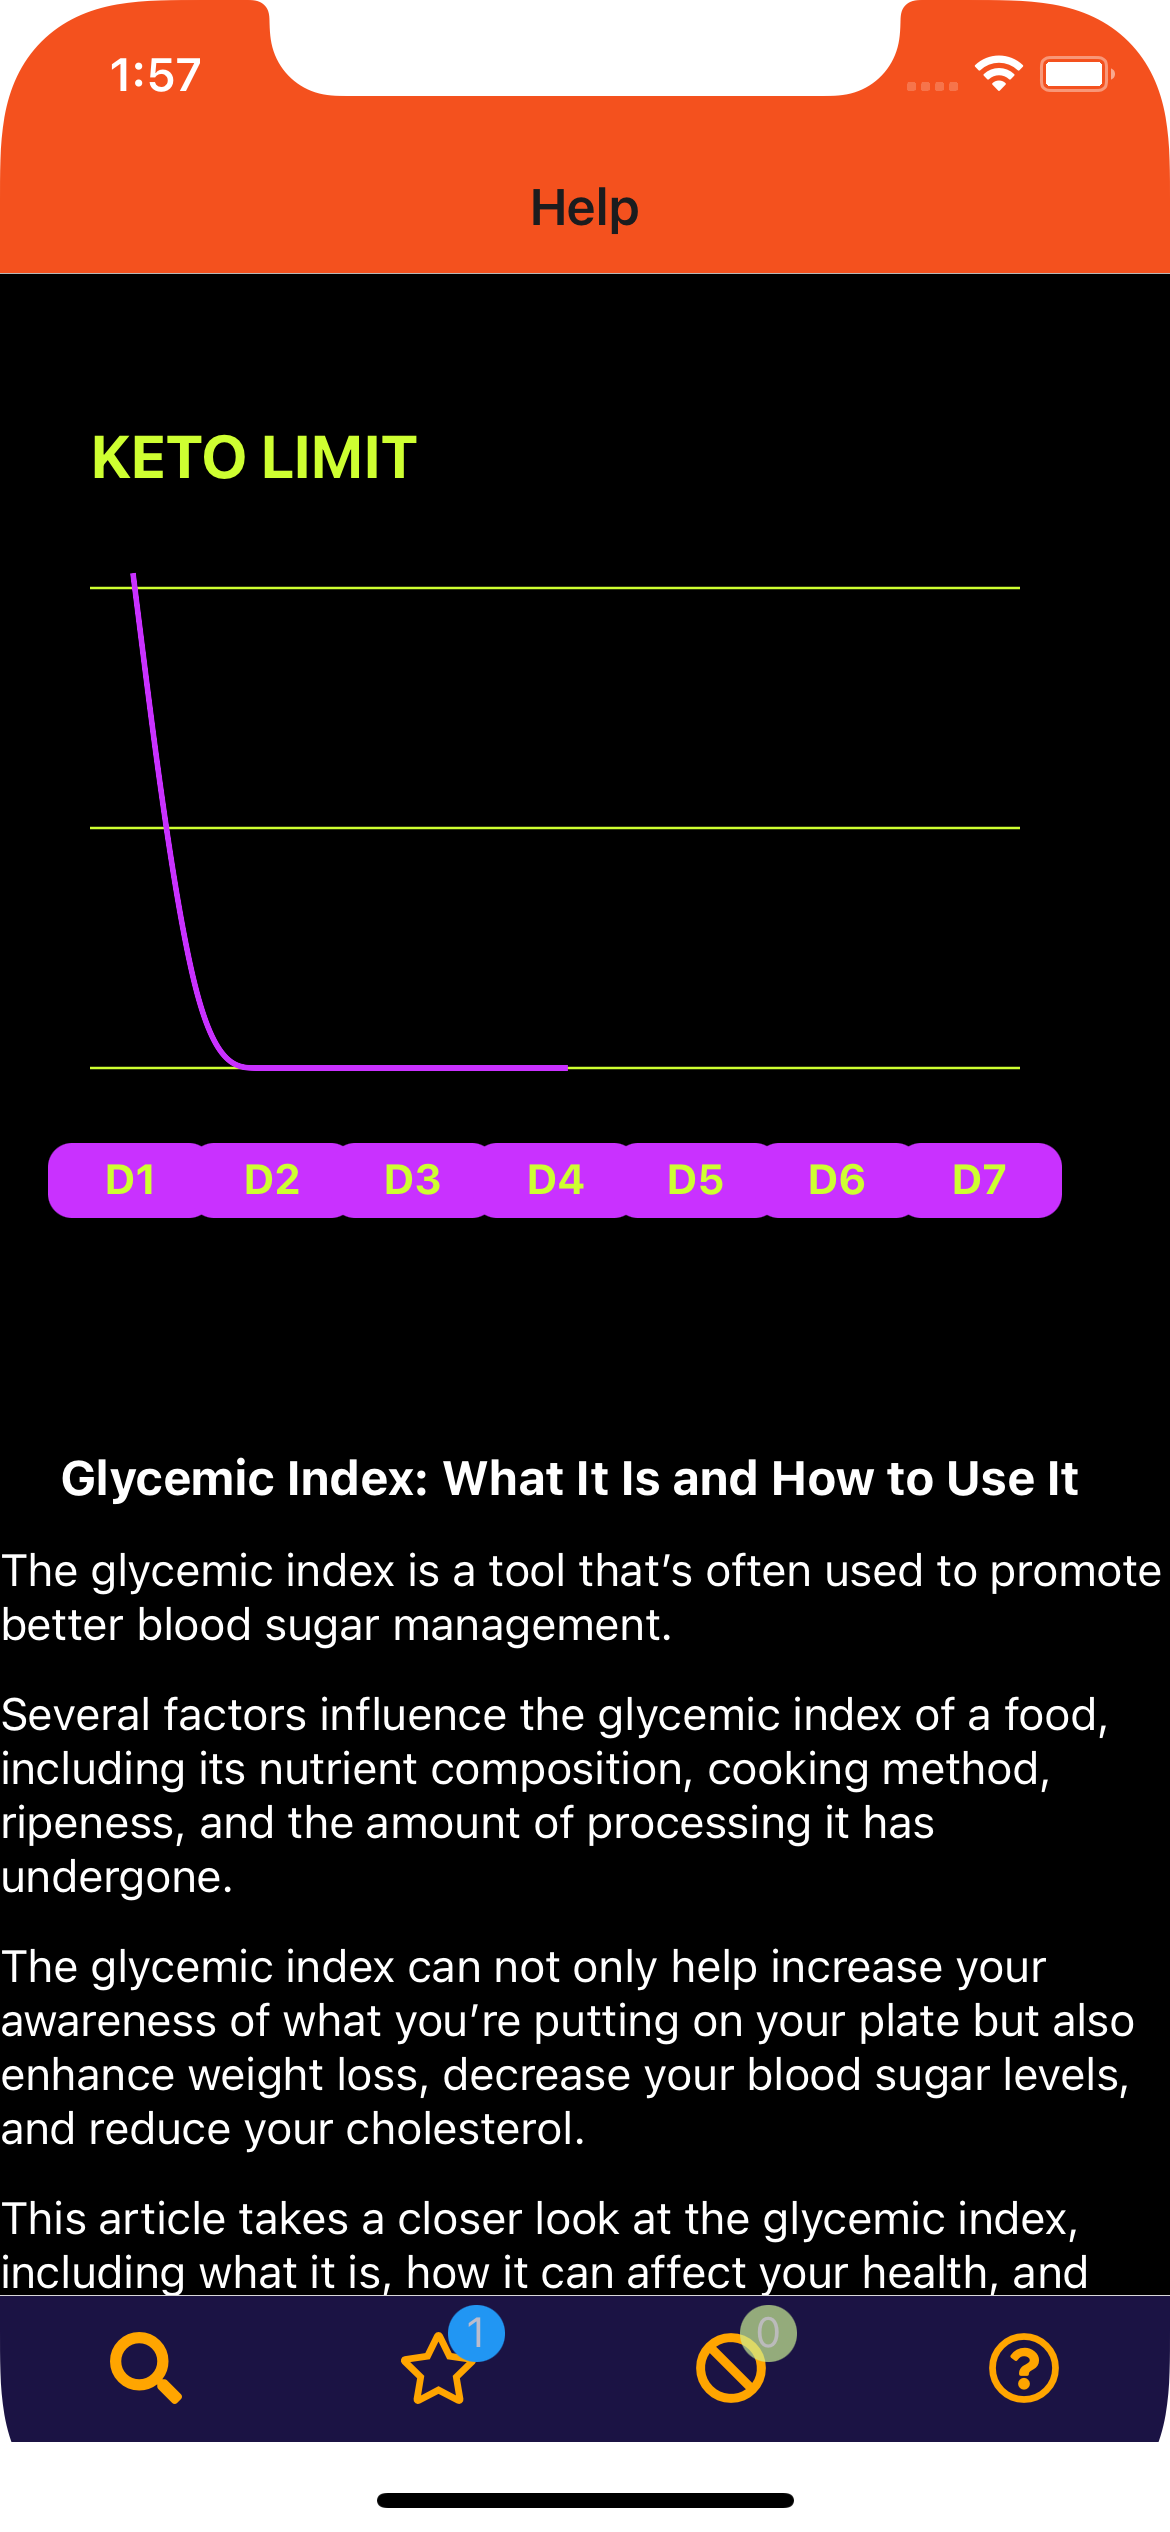 1:57
Help
KETO LIMIT
D1 D2 D3 D4 D5 D6 D7
Glycemic Index: What It Is and How to Use It
The glycemic index is a tool that’s often used to promote
better blood sugar management.
Several factors influence the glycemic index of a food,
including its nutrient composition, cooking method,
ripeness, and the amount of processing it has
undergone.
The glycemic index can not only help increase your
awareness of what you’re putting on your plate but also
enhance weight loss, decrease your blood sugar levels,
and reduce your cholesterol.
This article takes a closer look at the glycemic index,
including what it is, how it can affect your health, and
1 0